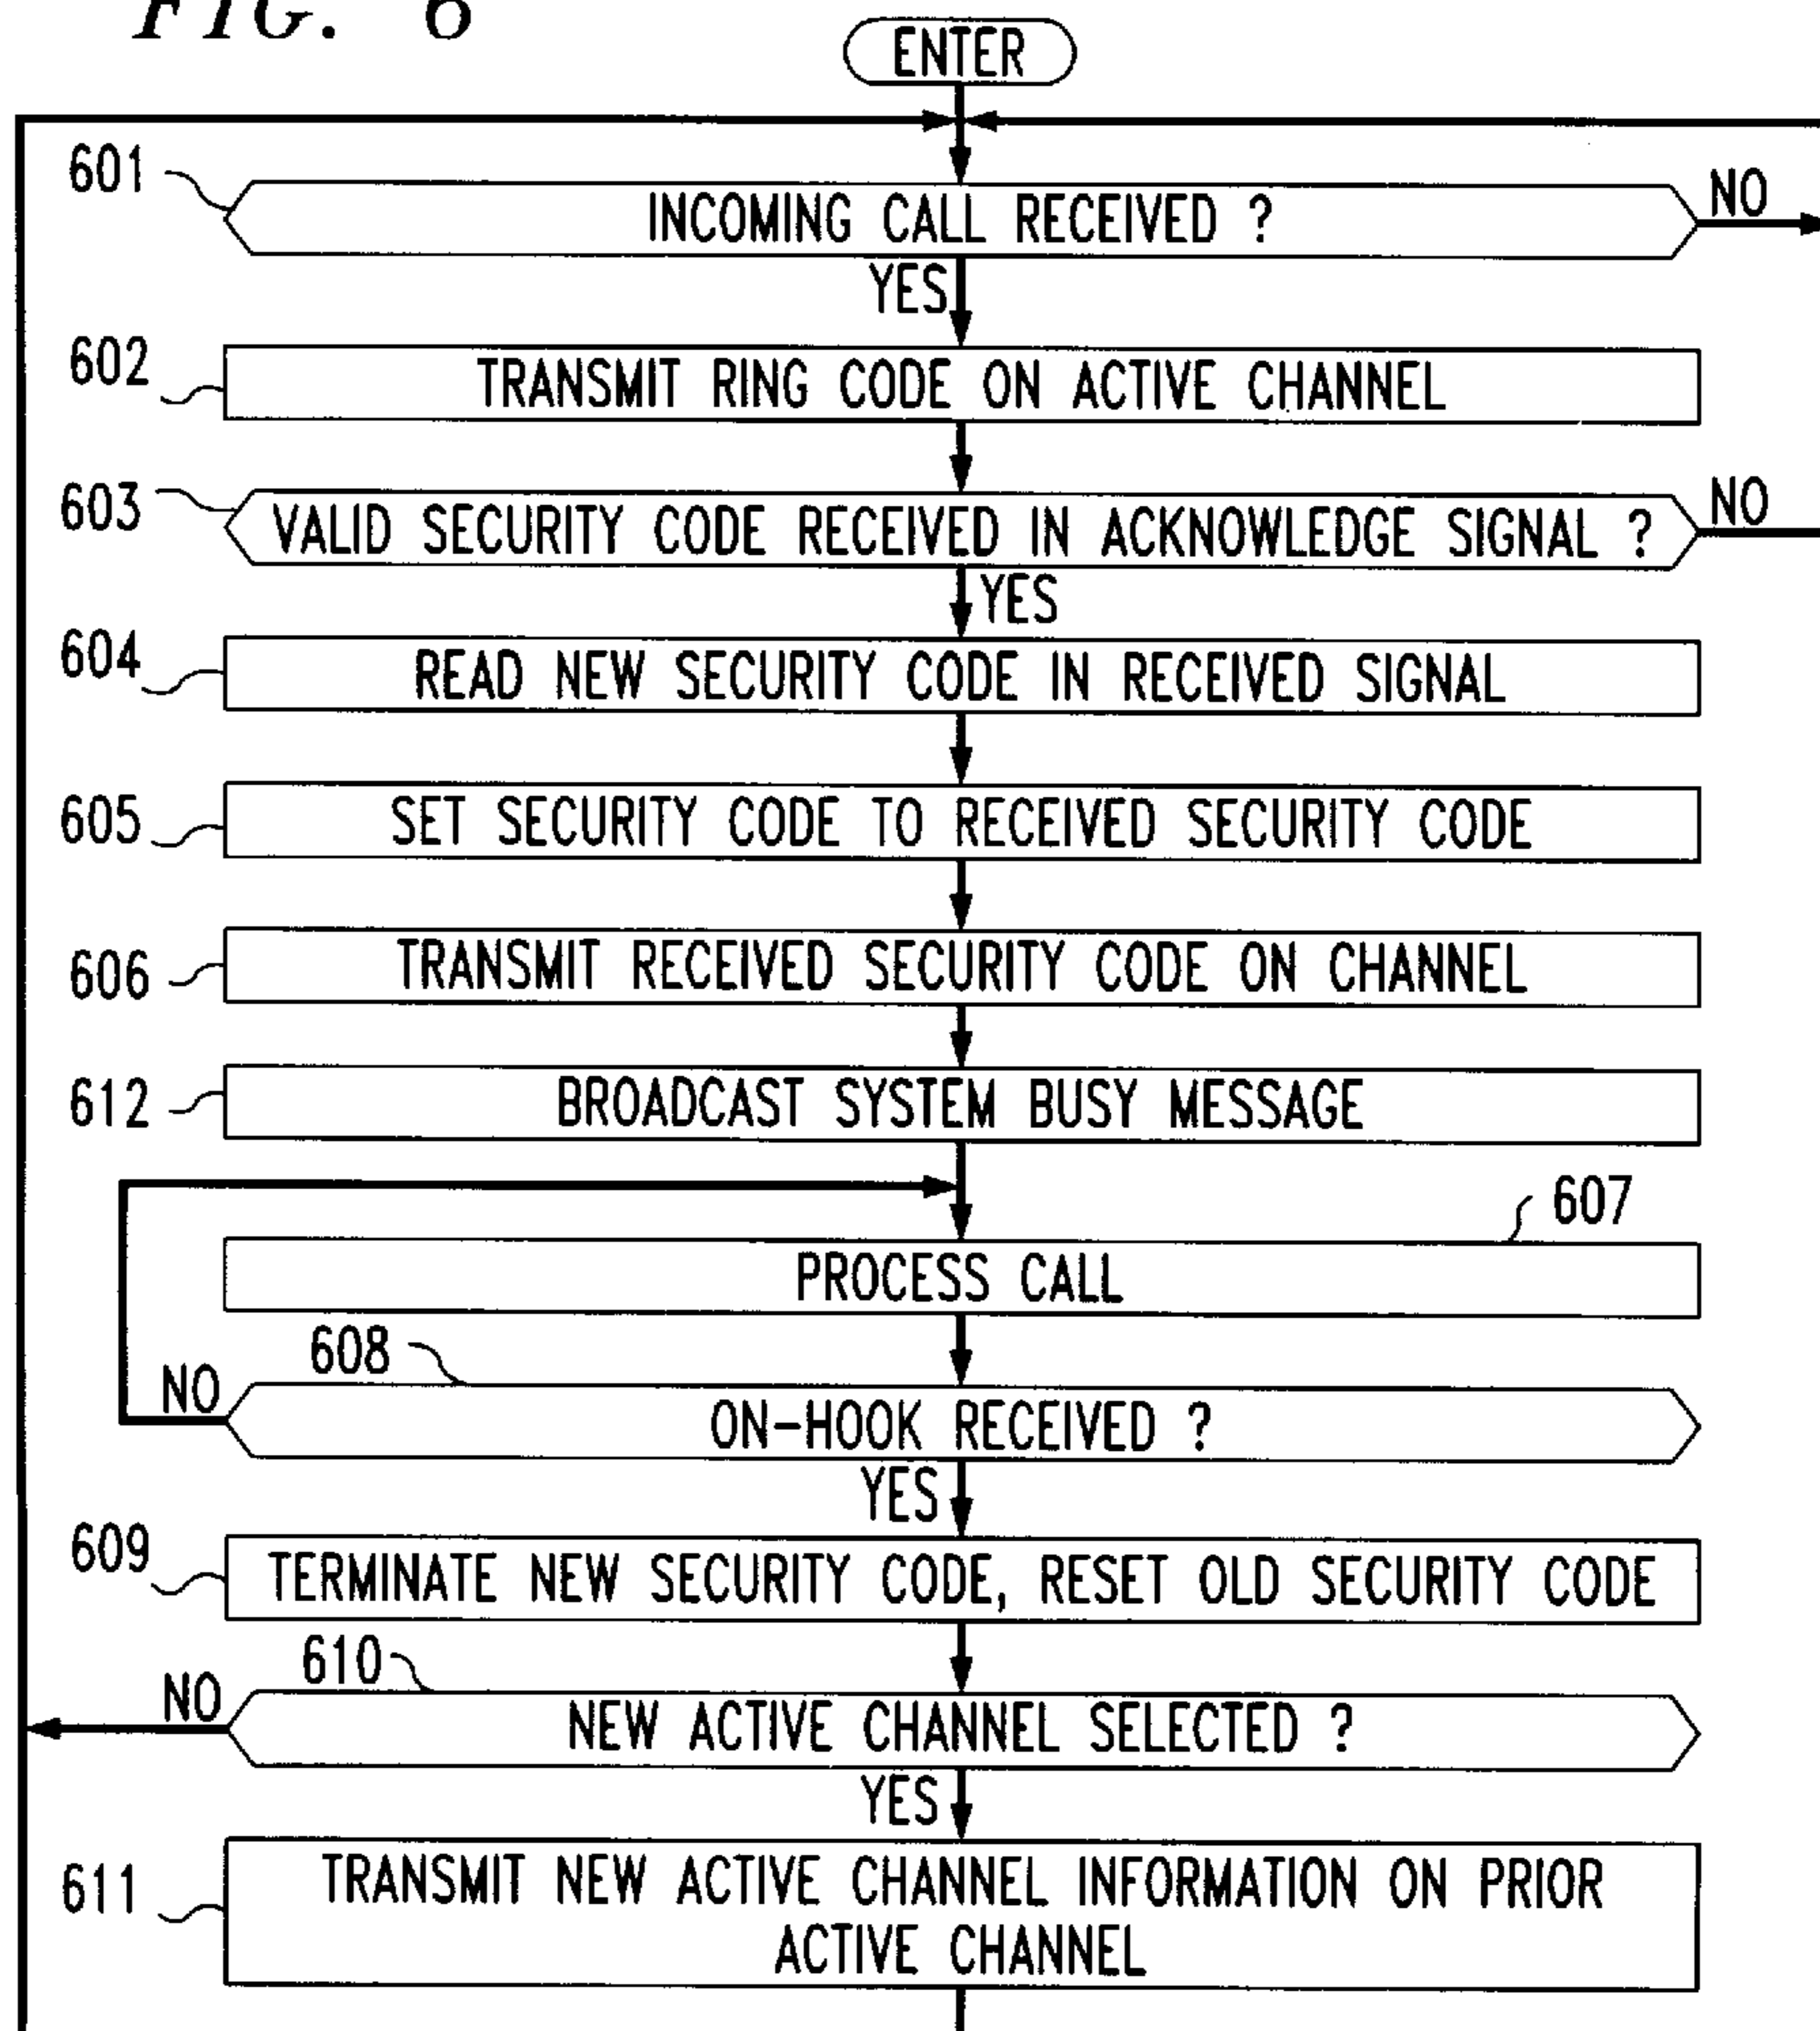 FIG. 6
ENTER
601
INCOMING CALL RECEIVED ?
NO
YES
602
TRANSMIT RING CODE ON ACTIVE CHANNEL
603
VALID SECURITY CODE RECEIVED IN ACKNOWLEDGE SIGNAL ?
NO
YES
604
READ NEW SECURITY CODE IN RECEIVED SIGNAL
605
SET SECURITY CODE TO RECEIVED SECURITY CODE
606
TRANSMIT RECEIVED SECURITY CODE ON CHANNEL
612
BROADCAST SYSTEM BUSY MESSAGE
607
PROCESS CALL
608
NO
ON-HOOK RECEIVED ?
YES
609
TERMINATE NEW SECURITY CODE, RESET OLD SECURITY CODE
610
NO
NEW ACTIVE CHANNEL SELECTED ?
YES
611
TRANSMIT NEW ACTIVE CHANNEL INFORMATION ON PRIOR
ACTIVE CHANNEL